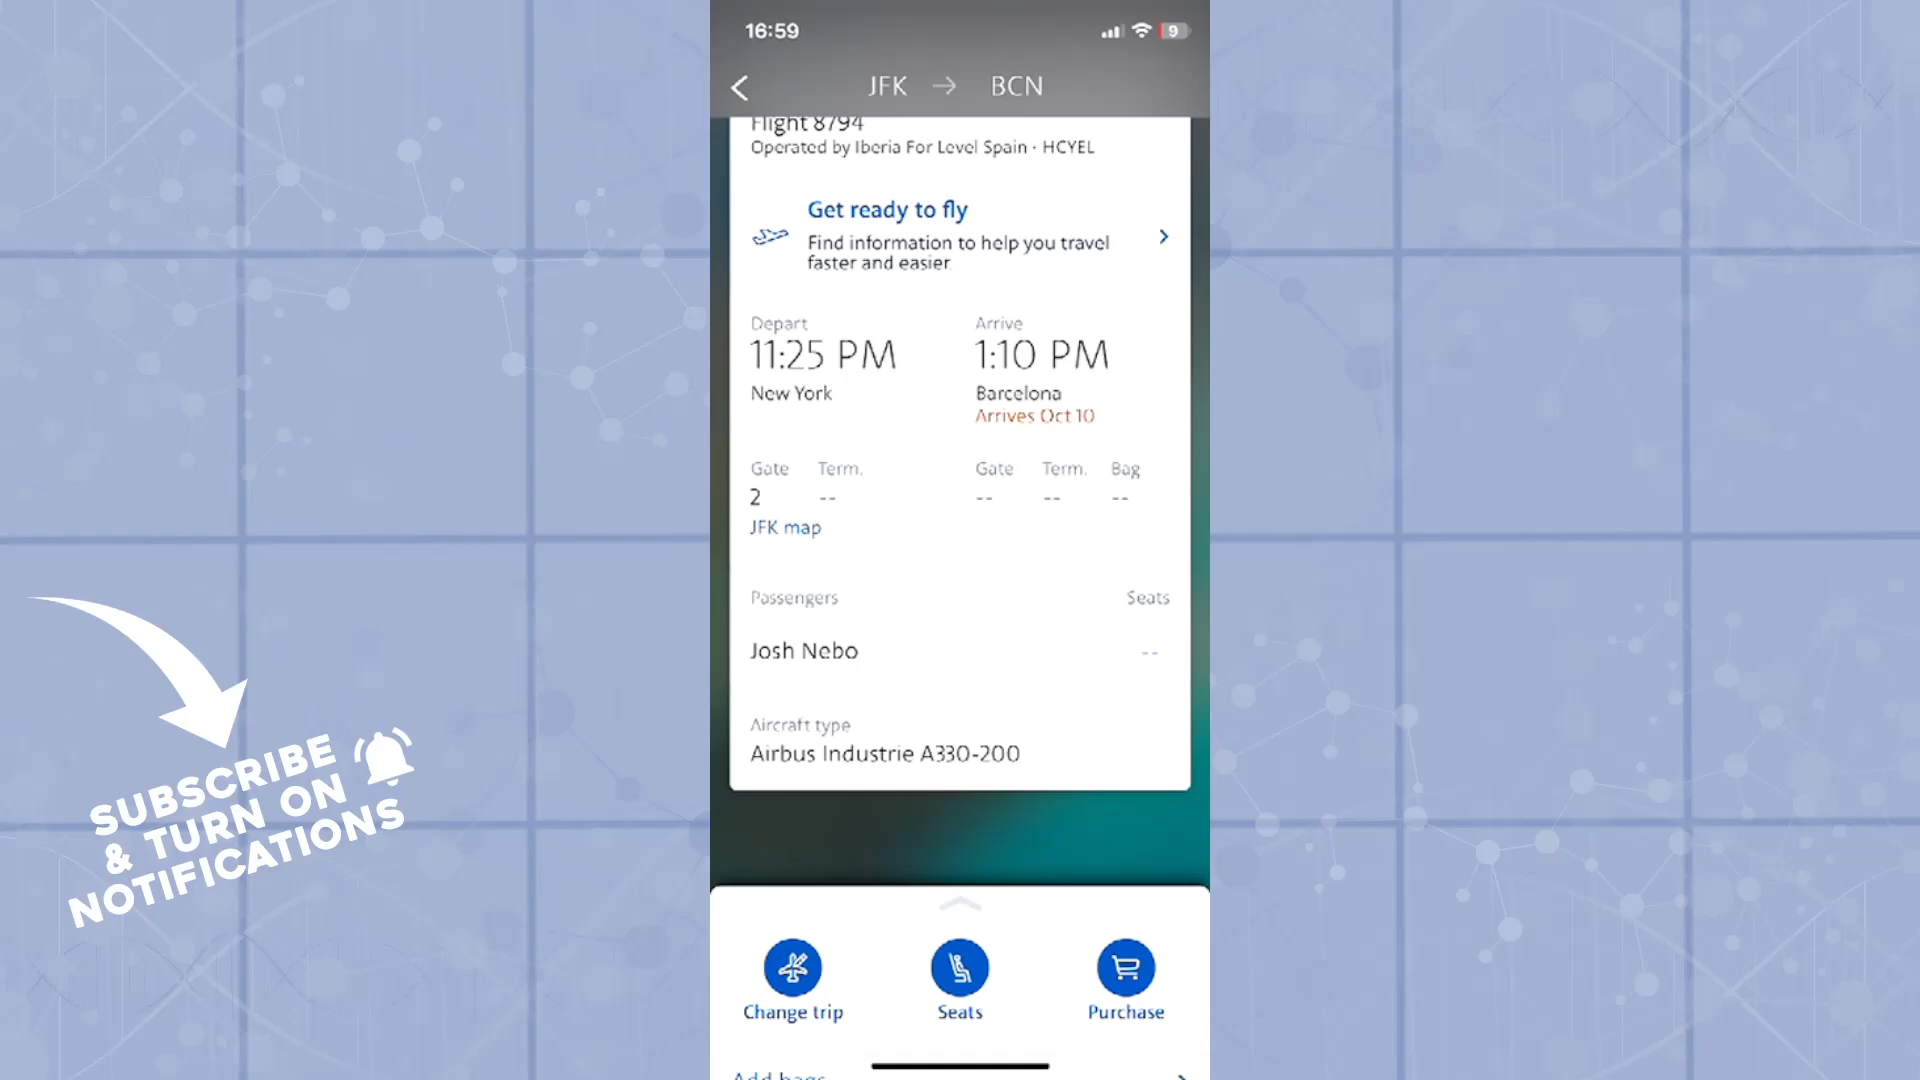 16:59
9
JFK → BCN
Flight 8794
Operated by Iberia For Level Spain · HCYEL
Get ready to fly
Find information to help you travel
faster and easier.
Depart
11:25 PM
New York
Arrive
1:10 PM
Barcelona
Arrives Oct 10
Gate Term.
2 --
JFK map
Gate Term. Bag
-- -- --
Passengers Seats
Josh Nebo --
Aircraft type
Airbus Industrie A330-200
Change trip
Seats
Purchase
Add bags
SUBSCRIBE
& TURN ON
NOTIFICATIONS